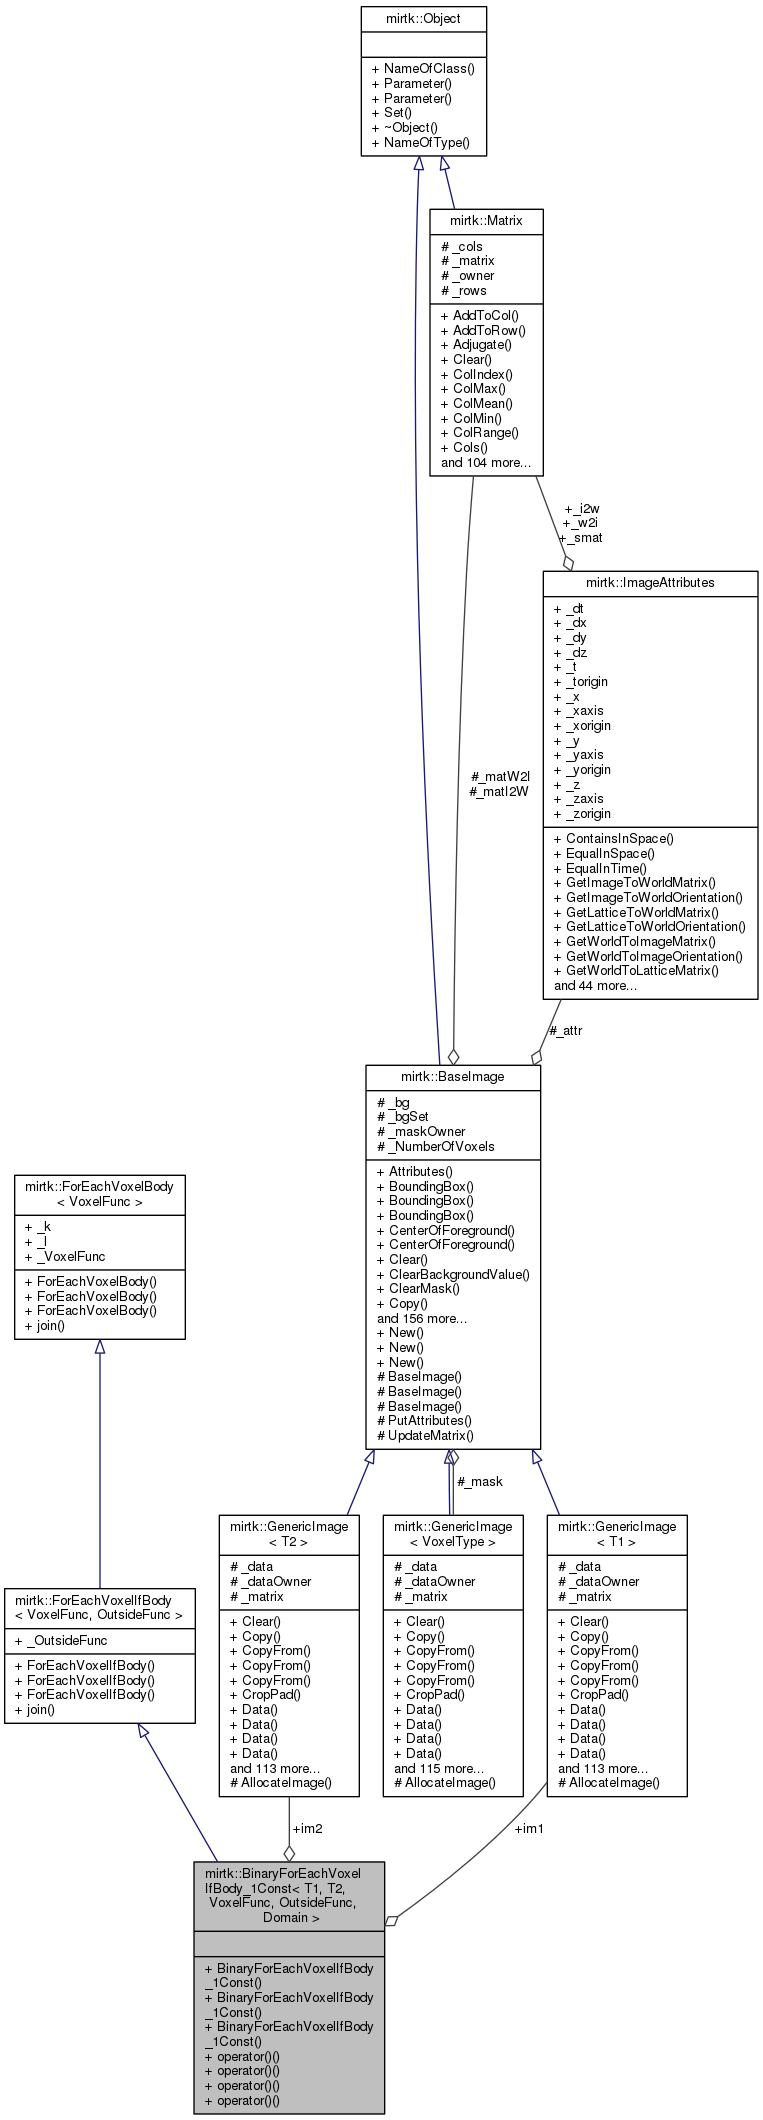 mirtk::Object
+ NameOfClass()
+ Parameter()
+ Parameter()
+ Set()
+ ~Object()
+ NameOfType()
mirtk::Matrix
# _cols
# _matrix
# _owner
# _rows
+ AddToCol()
+ AddToRow()
+ Adjugate()
+ Clear()
+ ColIndex()
+ ColMax()
+ ColMean()
+ ColMin()
+ ColRange()
+ Cols()
and 104 more...
+_i2w
+_w2i
+_smat
mirtk::ImageAttributes
+ _dt
+ _dx
+ _dy
+ _dz
+ _t
+ _torigin
+ _x
+ _xaxis
+ _xorigin
+ _y
+ _yaxis
+ _yorigin
+ _z
+ _zaxis
+ _zorigin
+ ContainsInSpace()
+ EqualInSpace()
+ EqualInTime()
+ GetImageToWorldMatrix()
+ GetImageToWorldOrientation()
+ GetLatticeToWorldMatrix()
+ GetLatticeToWorldOrientation()
+ GetWorldToImageMatrix()
+ GetWorldToImageOrientation()
+ GetWorldToLatticeMatrix()
and 44 more...
#_matW2I
#_matI2W
#_attr
mirtk::BaseImage
# _bg
# _bgSet
# _maskOwner
# _NumberOfVoxels
+ Attributes()
+ BoundingBox()
+ BoundingBox()
+ BoundingBox()
+ CenterOfForeground()
+ CenterOfForeground()
+ Clear()
+ ClearBackgroundValue()
+ ClearMask()
+ Copy()
and 156 more...
+ New()
+ New()
+ New()
# BaseImage()
# BaseImage()
# BaseImage()
# PutAttributes()
# UpdateMatrix()
mirtk::ForEachVoxelBody
< VoxelFunc >
+ _k
+ _l
+ _VoxelFunc
+ ForEachVoxelBody()
+ ForEachVoxelBody()
+ ForEachVoxelBody()
+ join()
#_mask
mirtk::GenericImage
< T2 >
# _data
# _dataOwner
# _matrix
+ Clear()
+ Copy()
+ CopyFrom()
+ CopyFrom()
+ CopyFrom()
+ CropPad()
+ Data()
+ Data()
+ Data()
+ Data()
and 113 more...
# AllocateImage()
mirtk::GenericImage
< VoxelType >
# _data
# _dataOwner
# _matrix
+ Clear()
+ Copy()
+ CopyFrom()
+ CopyFrom()
+ CopyFrom()
+ CropPad()
+ Data()
+ Data()
+ Data()
+ Data()
and 115 more...
# AllocateImage()
mirtk::GenericImage
< T1 >
# _data
# _dataOwner
# _matrix
+ Clear()
+ Copy()
+ CopyFrom()
+ CopyFrom()
+ CopyFrom()
+ CropPad()
+ Data()
+ Data()
+ Data()
+ Data()
and 113 more...
# AllocateImage()
mirtk::ForEachVoxelIfBody
< VoxelFunc, OutsideFunc >
+ _OutsideFunc
+ ForEachVoxelIfBody()
+ ForEachVoxelIfBody()
+ ForEachVoxelIfBody()
+ join()
+im2
+im1
mirtk::BinaryForEachVoxel
IfBody_1Const< T1, T2,
VoxelFunc, OutsideFunc,
Domain >
+ BinaryForEachVoxelIfBody
_1Const()
+ BinaryForEachVoxelIfBody
_1Const()
+ BinaryForEachVoxelIfBody
_1Const()
+ operator()()
+ operator()()
+ operator()()
+ operator()()